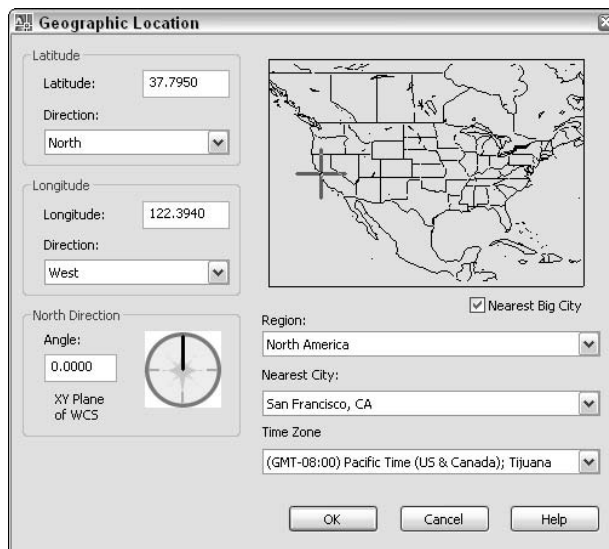 Geographic Location
Latitude
Latitude:
37.7950
Direction:
North
Longitude
Longitude:
122.3940
Direction:
West
North Direction
Angle:
0.0000
XY Plane
of WCS
Nearest Big City
Region:
North America
Nearest City:
San Francisco, CA
Time Zone
(GMT-08:00) Pacific Time (US & Canada); Tijuana
OK
Cancel
Help